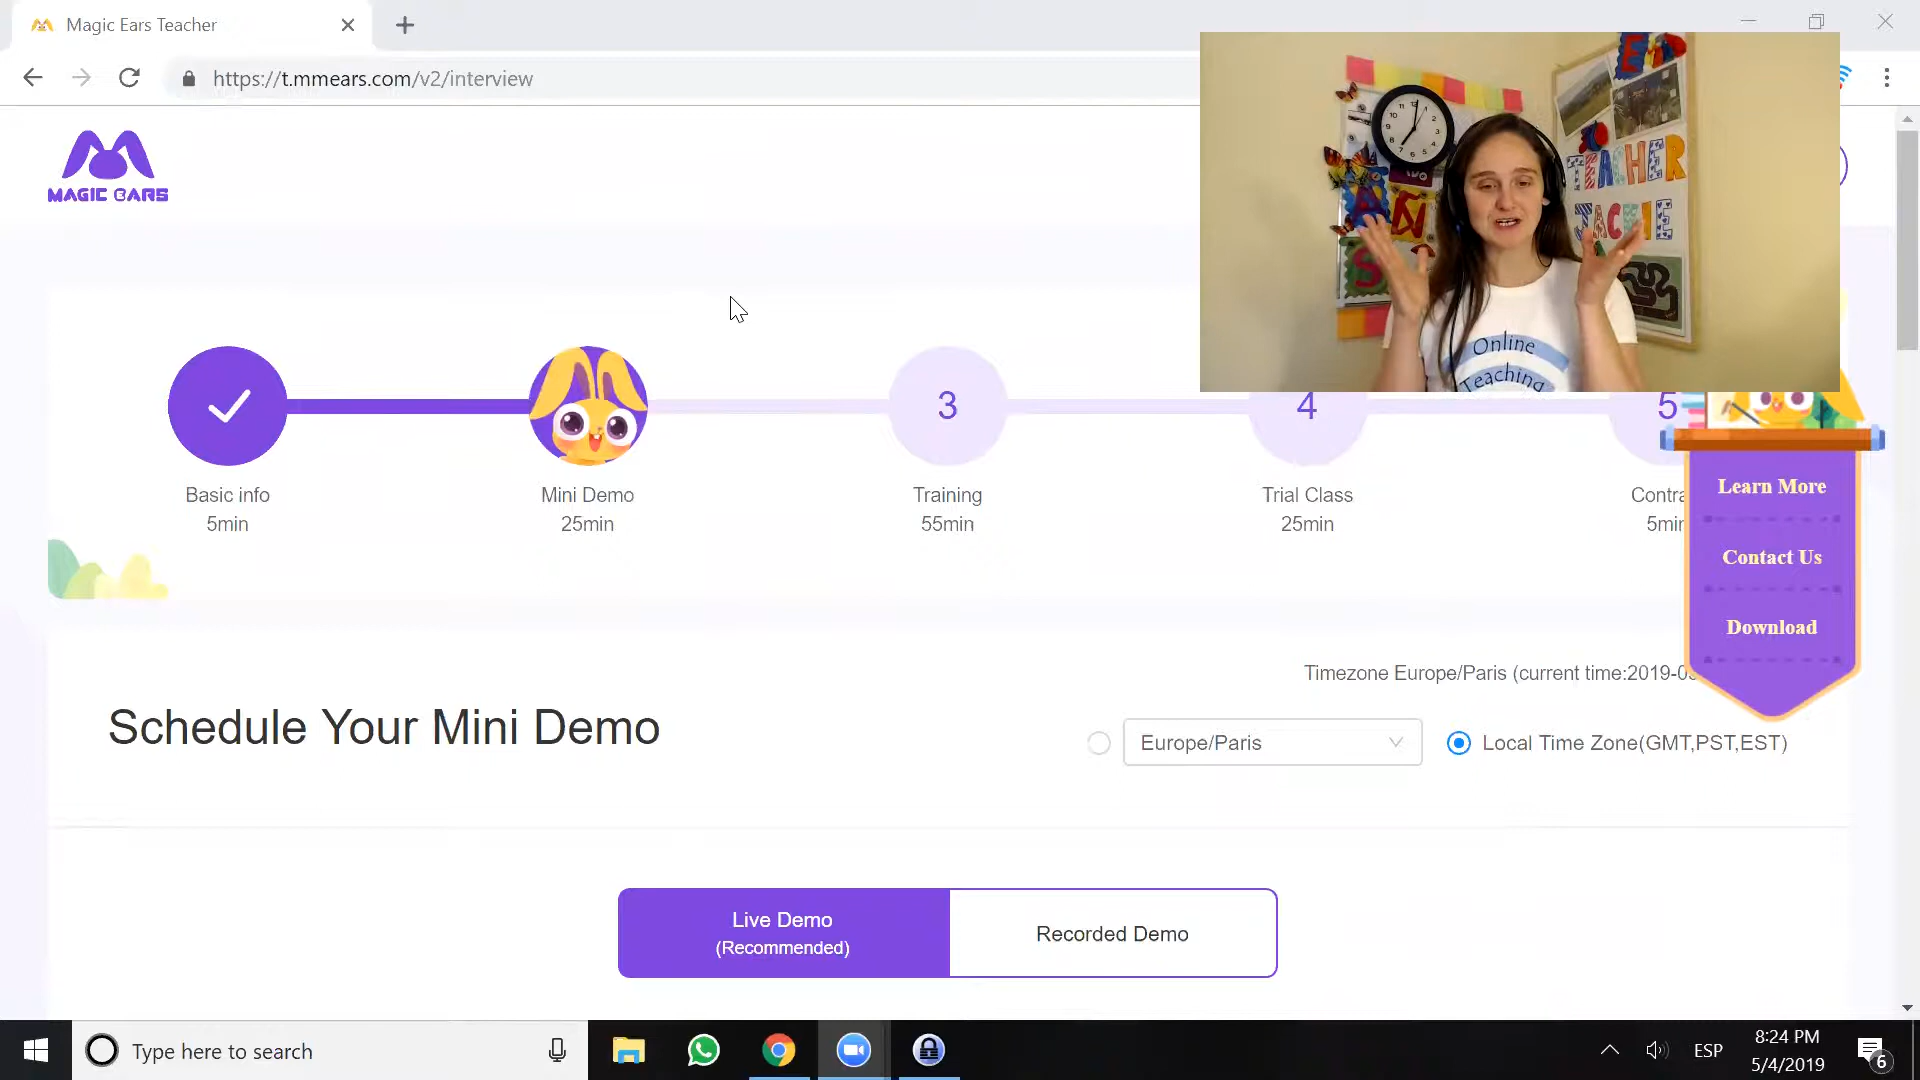 Magic Ears Teacher
https://t.mmears.com/v2/interview
MAGIC EARS
TEACHER
JACKIE
Online
Teaching
3
4
5
Basic info
5min
Mini Demo
25min
Training
55min
Trial Class
25min
Contra
5min
Learn More
Contact Us
Download
Timezone Europe/Paris (current time:2019-0
Schedule Your Mini Demo
Europe/Paris
Local Time Zone(GMT,PST,EST)
Live Demo
(Recommended)
Recorded Demo
Type here to search
ESP
8:24 PM
5/4/2019
6